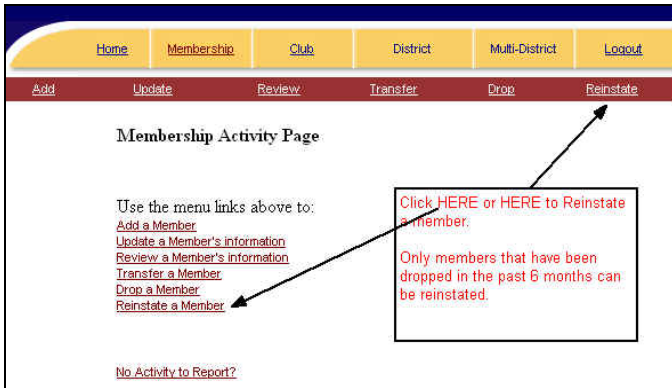 Home Membership Club District Multi-District Logout
Add Update Review Transfer Drop Reinstate
Membership Activity Page
Use the menu links above to:
Add a Member
Update a Member's information
Review a Member's information
Transfer a Member
Drop a Member
Reinstate a Member
No Activity to Report?
Click HERE or HERE to Reinstate
a member.
Only members that have been
dropped in the past 6 months can
be reinstated.